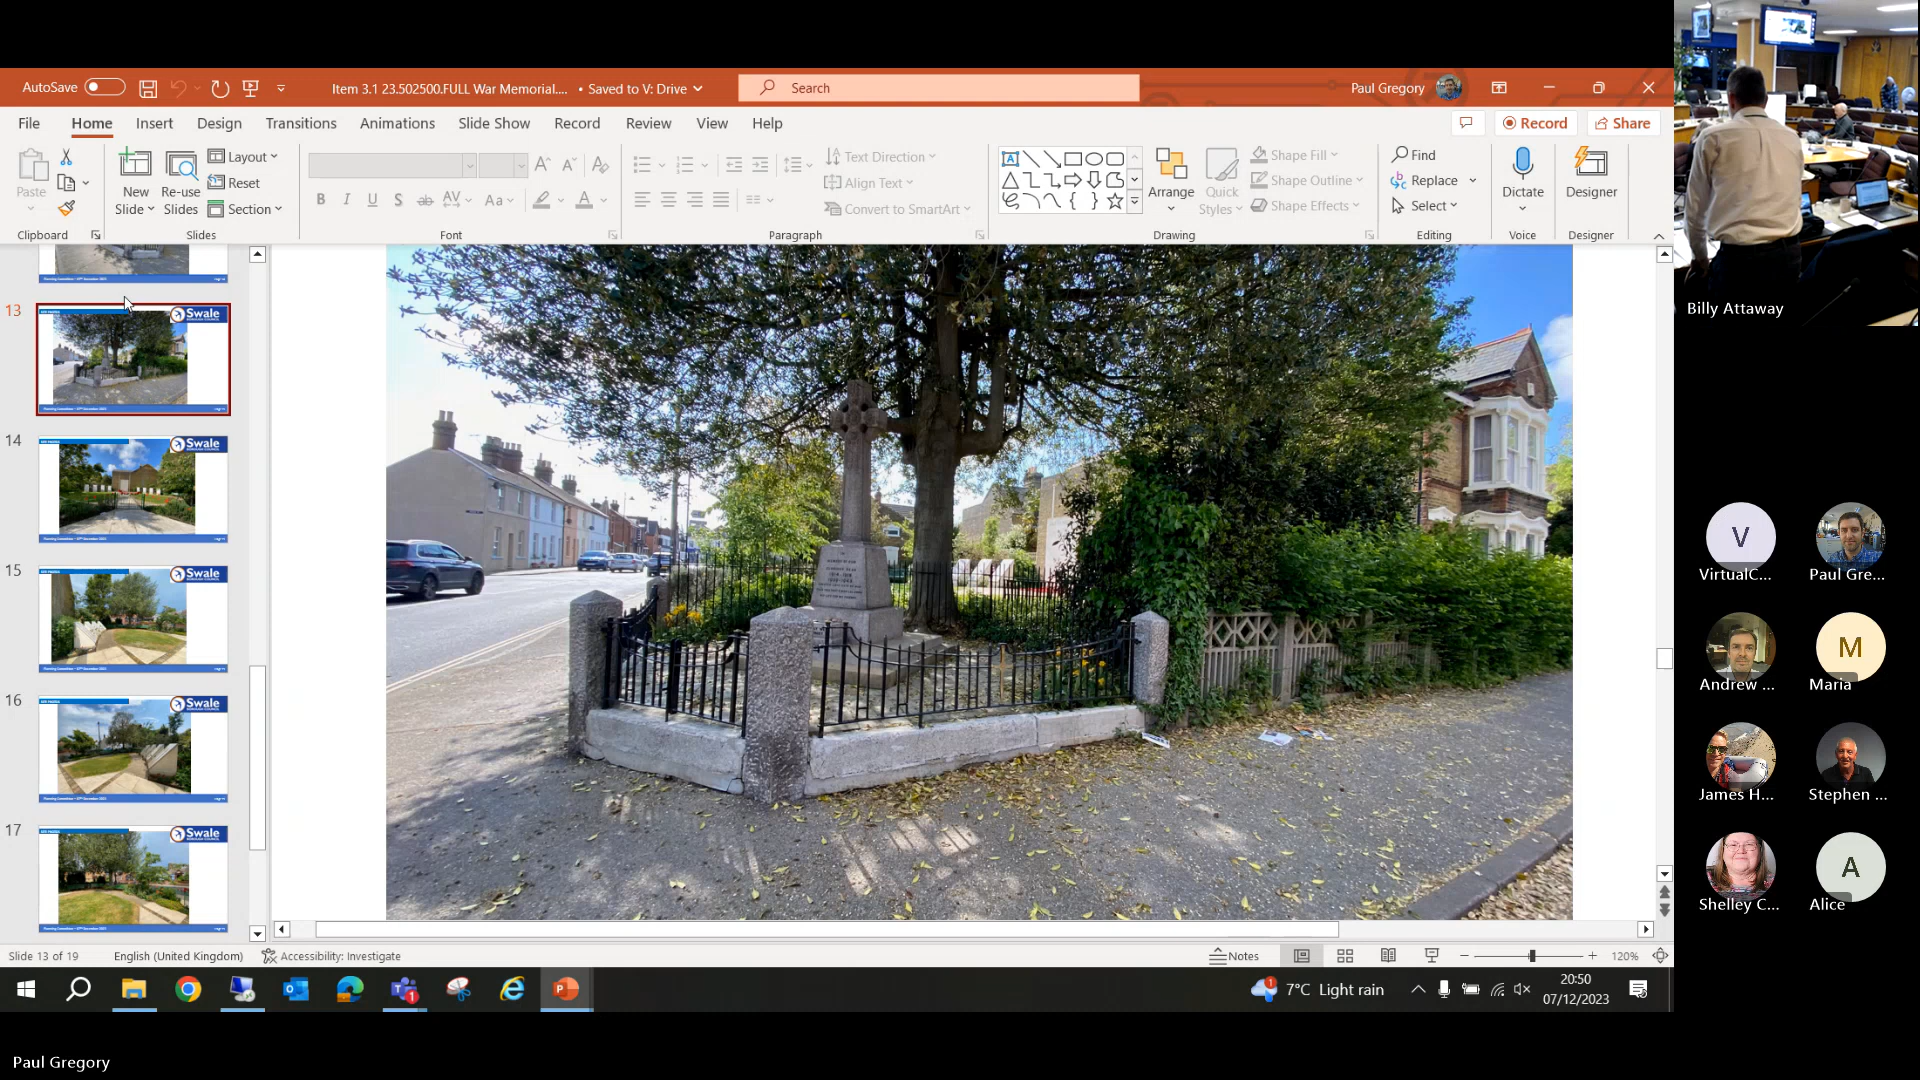 AutoSave
Item 3.1 23.502500.FULL War Memorial....
• Saved to V: Drive
Search
Paul Gregory
File
Home
Insert
Design
Transitions
Animations
Slide Show
Record
Review
View
Help
Record
Share
Paste
New Slide
Re-use Slides
Layout
Reset
Section
B I U S ab AV Aa A
Text Direction
Align Text
Convert to SmartArt
Arrange
Quick Styles
Shape Fill
Shape Outline
Shape Effects
Find
Replace
Select
Dictate
Designer
Clipboard
Slides
Font
Paragraph
Drawing
Editing
Voice
Designer
13
Swale
14
Swale
15
Swale
16
Swale
17
Swale
Slide 13 of 19
English (United Kingdom)
Accessibility: Investigate
Notes
120%
7°C Light rain
20:50
07/12/2023
Billy Attaway
V
VirtualC...
Paul Gre...
Andrew ...
M
Maria
James H...
Stephen ...
Shelley C...
A
Alice
Paul Gregory